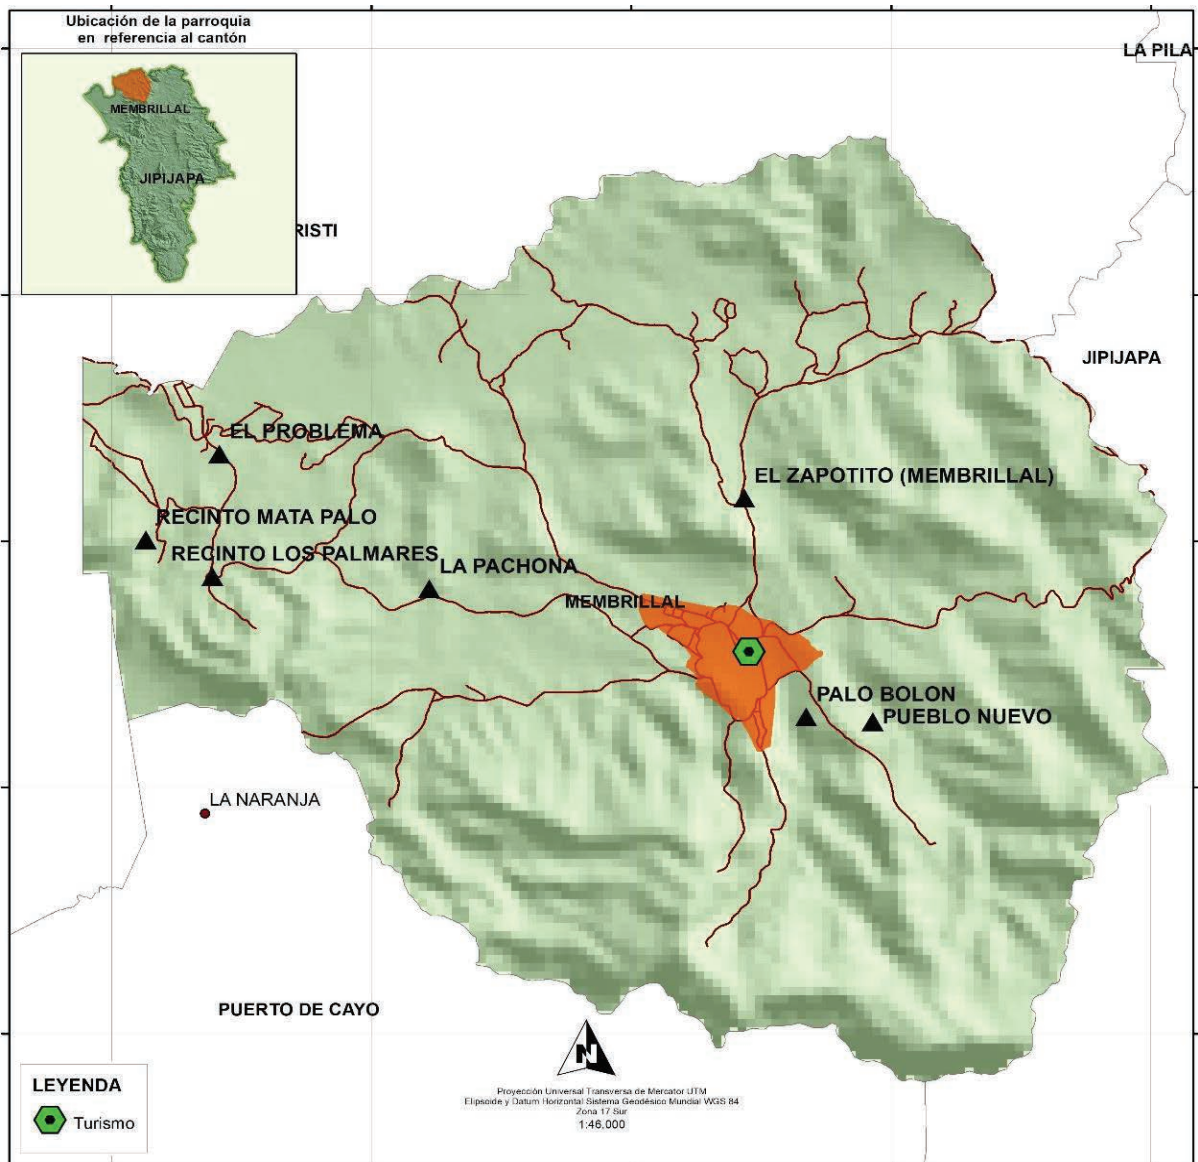 Ubicación de la parroquia
en referencia al cantón
LA PILA
MEMBRILLAL
JIPIJAPA
RISTI
JIPIJAPA
EL PROBLEMA
EL ZAPOTITO (MEMBRILLAL)
RECINTO MATA PALO
RECINTO LOS PALMARES
LA PACHONA
MEMBRILLAL
PALO BOLON
PUEBLO NUEVO
LA NARANJA
PUERTO DE CAYO
N
LEYENDA
Turismo
Proyección Universal Transversa de Mercator UTM
Elipsoide y Datum Horizontal Sistema Geodésico Mundial WGS 84
Zona 17 Sur
1:46,000